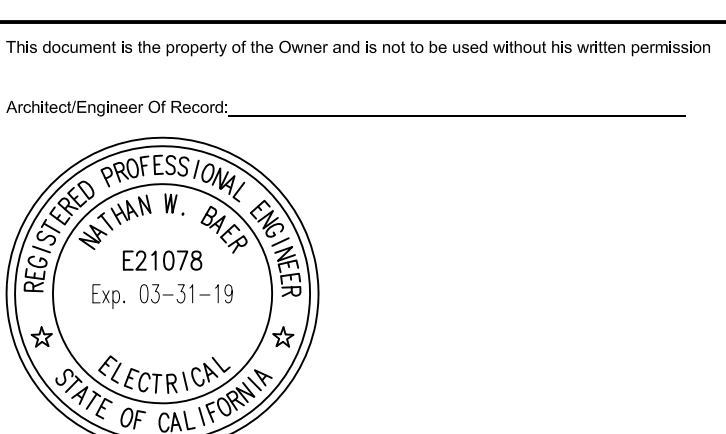 This document is the property of the Owner and is not to be used without his written permission
Architect/Engineer Of Record:
REGISTERED PROFESSIONAL ENGINEER
NATHAN W. BAER
E21078
Exp. 03-31-19
ELECTRICAL
STATE OF CALIFORNIA